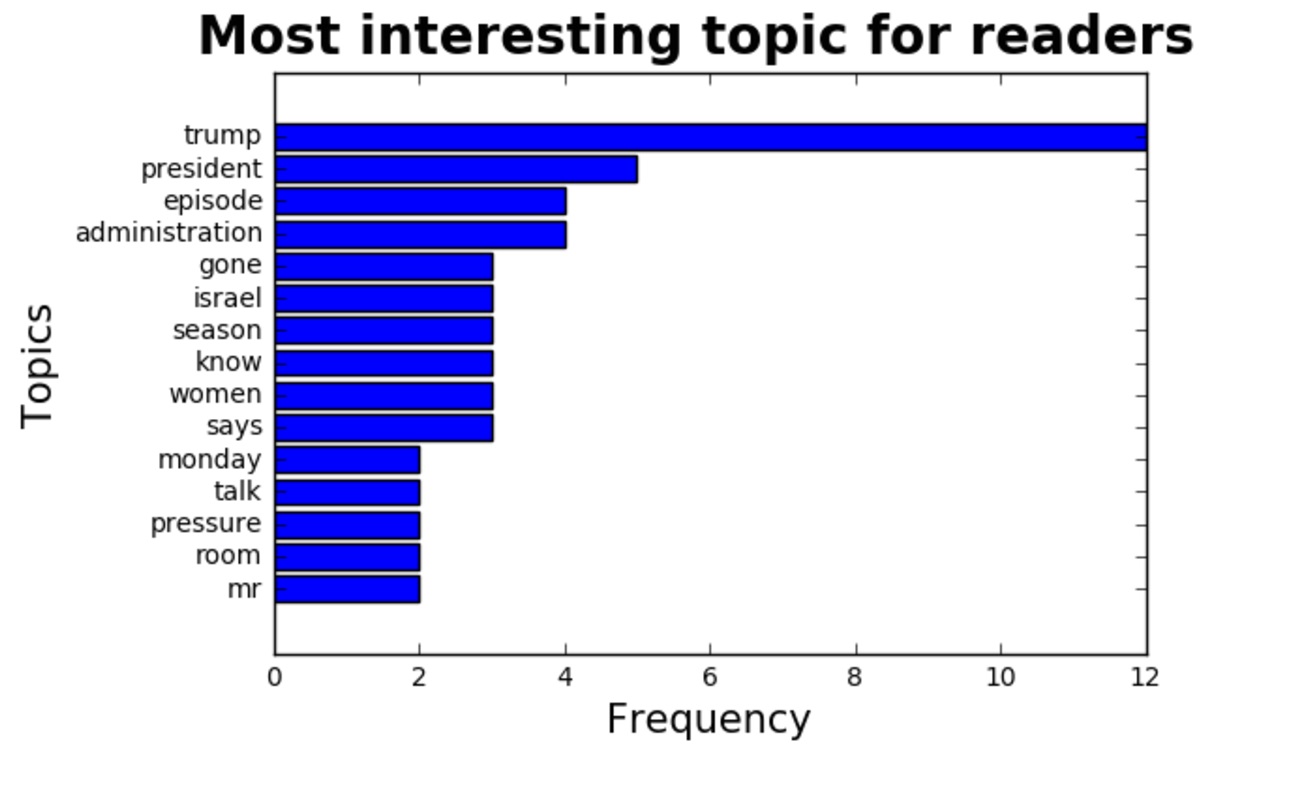 Most interesting topic for readers
trump
president
episode
administration
gone
israel
season
know
women
says
monday
talk
pressure
room
mr
Topics
0 2 4 6 8 10 12
Frequency